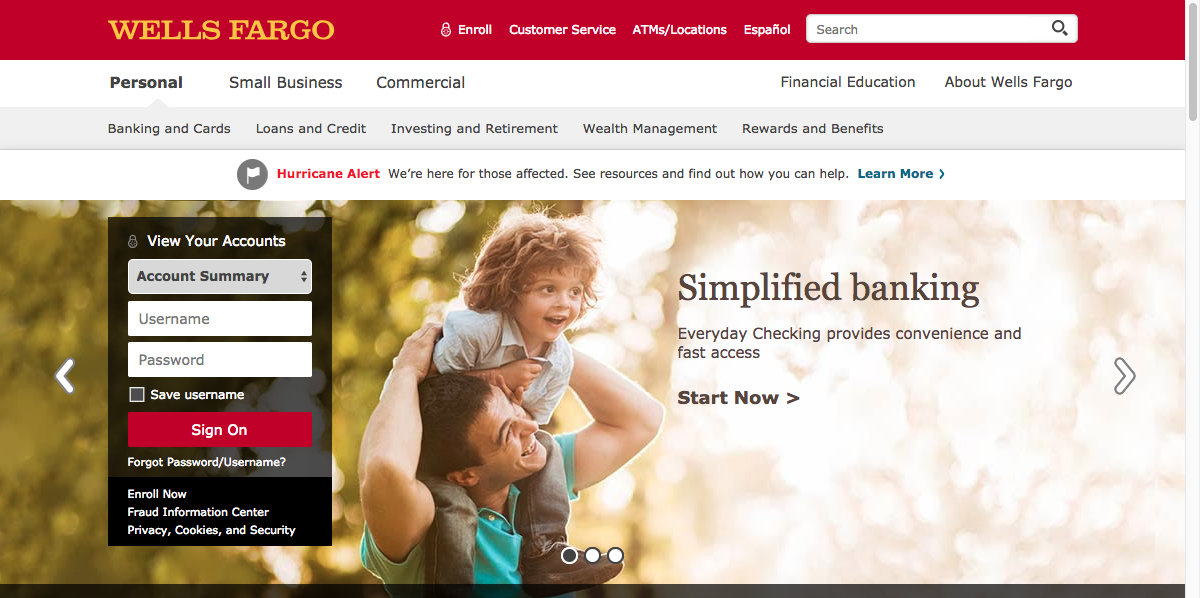 WELLS FARGO
Enroll Customer Service ATMs/Locations Español Search
Personal Small Business Commercial Financial Education About Wells Fargo
Banking and Cards Loans and Credit Investing and Retirement Wealth Management Rewards and Benefits
Hurricane Alert We’re here for those affected. See resources and find out how you can help. Learn More >
View Your Accounts
Account Summary
Username
Password
Save username
Sign On
Forgot Password/Username?
Enroll Now
Fraud Information Center
Privacy, Cookies, and Security
Simplified banking
Everyday Checking provides convenience and
fast access
Start Now >